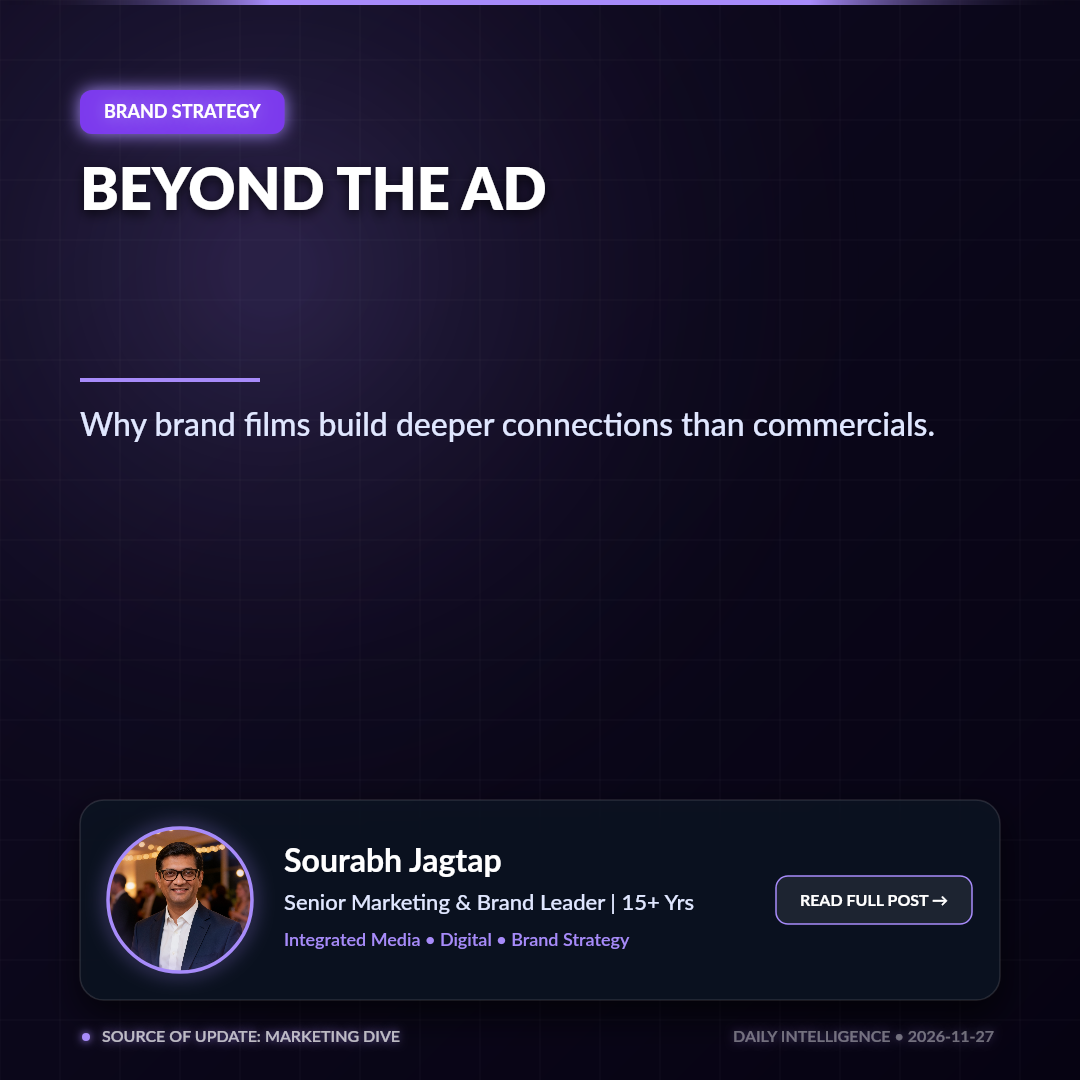 BRAND STRATEGY
BEYOND THE AD
Why brand films build deeper connections than commercials.
Sourabh Jagtap
Senior Marketing & Brand Leader | 15+ Yrs
Integrated Media • Digital • Brand Strategy
READ FULL POST →
SOURCE OF UPDATE: MARKETING DIVE
DAILY INTELLIGENCE • 2026-11-27